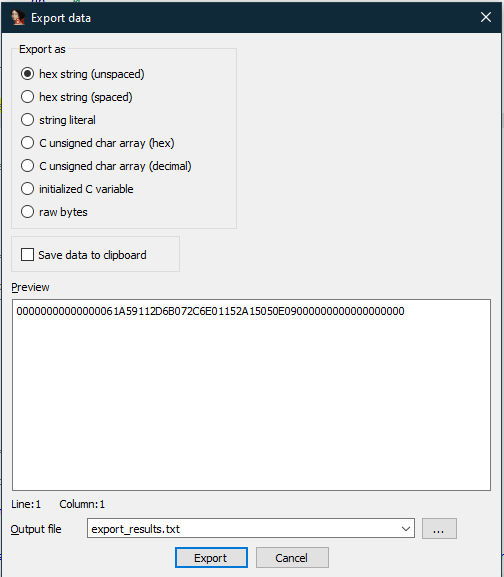 Export data
Export as
hex string (unspaced)
hex string (spaced)
string literal
C unsigned char array (hex)
C unsigned char array (decimal)
initialized C variable
raw bytes
Save data to clipboard
Preview
00000000000000061A59112D6B072C6E01152A15050E09000000000000000000
Line:1 Column:1
Output file export_results.txt ...
Export Cancel